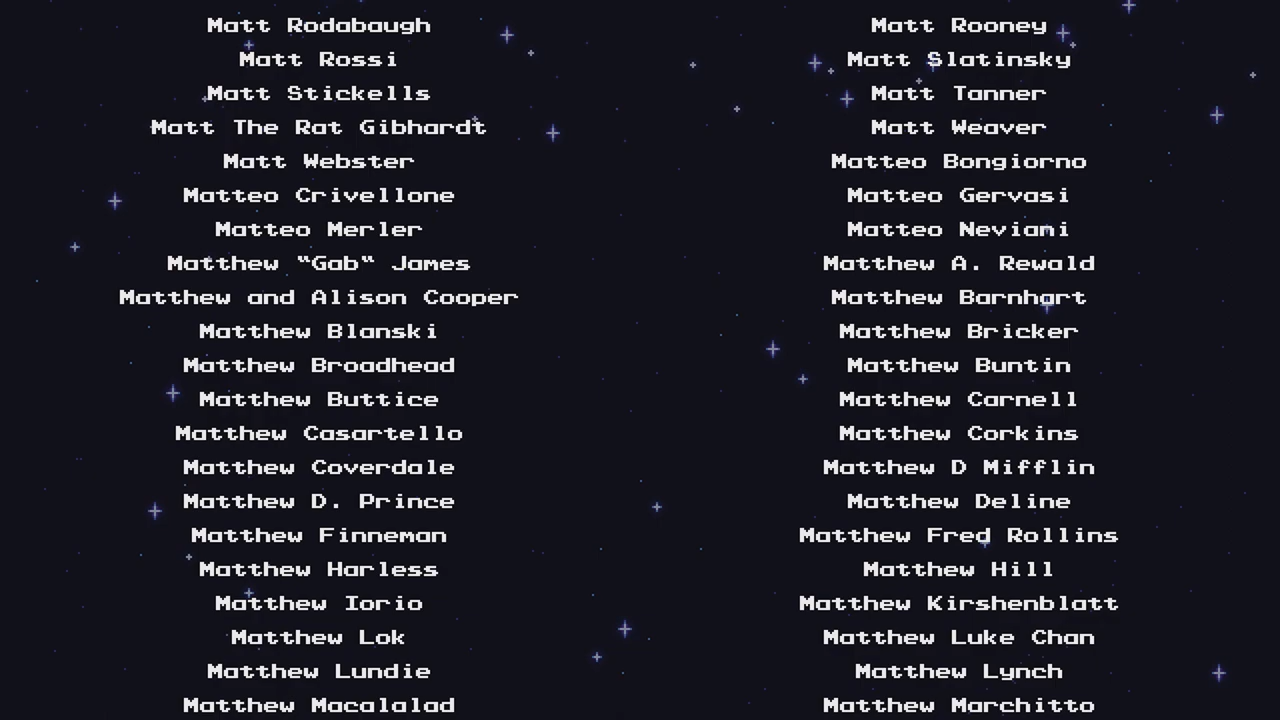 Matt Rodabaugh
Matt Rooney
Matt Rossi
Matt Slatinsky
Matt Stickells
Matt Tanner
Matt The Rat Gibhardt
Matt Weaver
Matt Webster
Matteo Bongiorno
Matteo Crivellone
Matteo Gervasi
Matteo Merler
Matteo Neviani
Matthew "Gab" James
Matthew A. Rewald
Matthew and Alison Cooper
Matthew Barnhart
Matthew Blanski
Matthew Bricker
Matthew Broadhead
Matthew Buntin
Matthew Buttice
Matthew Carnell
Matthew Casartello
Matthew Corkins
Matthew Coverdale
Matthew D Mifflin
Matthew D. Prince
Matthew Deline
Matthew Finneman
Matthew Fred Rollins
Matthew Harless
Matthew Hill
Matthew Iorio
Matthew Kirshenblatt
Matthew Lok
Matthew Luke Chan
Matthew Lundie
Matthew Lynch
Matthew Macalalad
Matthew Marchitto